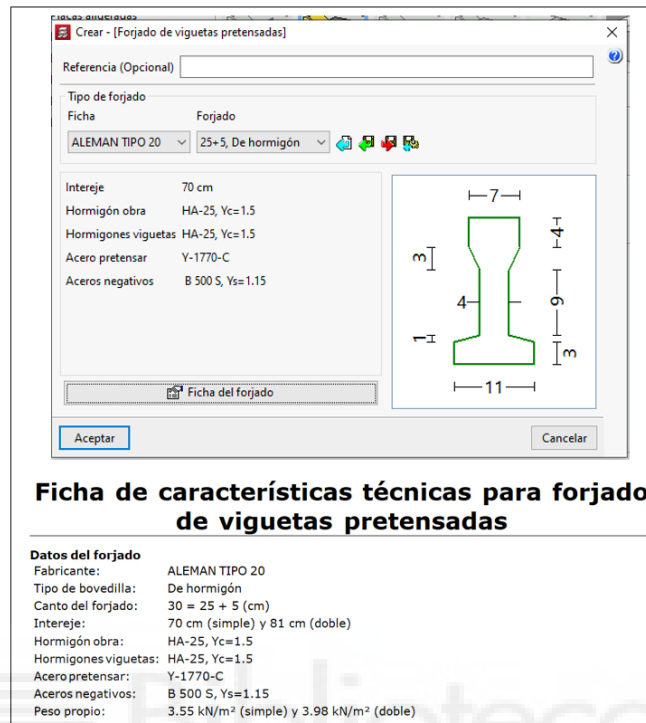 Placas aligeradas
Crear - [Forjado de viguetas pretensadas]
Referencia (Opcional)
Tipo de forjado
Ficha Forjado
ALEMAN TIPO 20 25+5, De hormigón
Intereje 70 cm
Hormigón obra HA-25, Yc=1.5
Hormigones viguetas HA-25, Yc=1.5
Acero pretensar Y-1770-C
Aceros negativos B 500 S, Ys=1.15
7
4
3
4
9
1
3
11
Ficha del forjado
Aceptar Cancelar
Ficha de características técnicas para forjado
de viguetas pretensadas
Datos del forjado
Fabricante: ALEMAN TIPO 20
Tipo de bovedilla: De hormigón
Canto del forjado: 30 = 25 + 5 (cm)
Intereje: 70 cm (simple) y 81 cm (doble)
Hormigón obra: HA-25, Yc=1.5
Hormigones viguetas: HA-25, Yc=1.5
Acero pretensar: Y-1770-C
Aceros negativos: B 500 S, Ys=1.15
Peso propio: 3.55 kN/m² (simple) y 3.98 kN/m² (doble)
Biblioteca